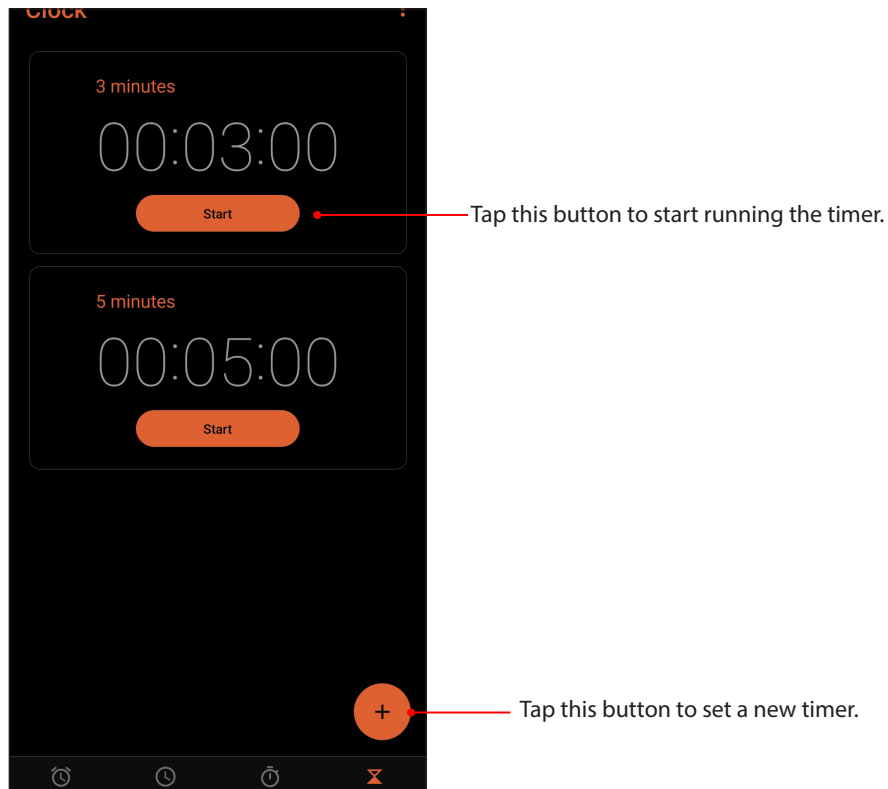 Clock
3 minutes
00:03:00
Start
Tap this button to start running the timer.
5 minutes
00:05:00
Start
+
Tap this button to set a new timer.